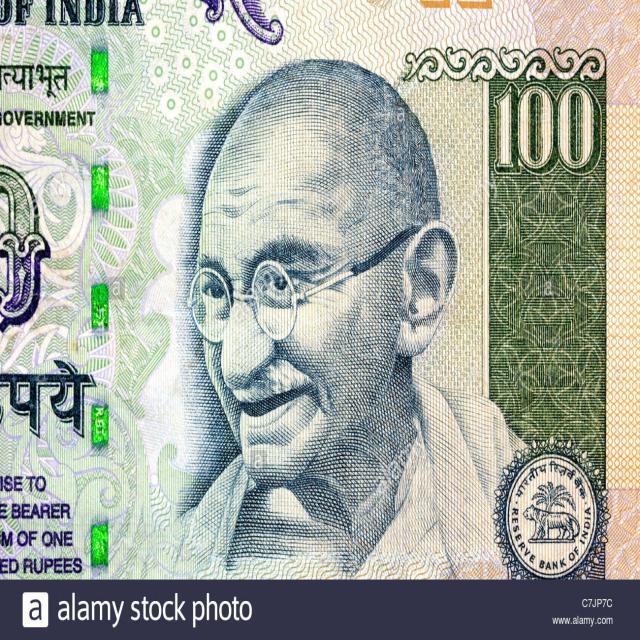 OF INDIA
त्याभूत
GOVERNMENT
100
रुपये
RBI
ISE TO
E BEARER
M OF ONE
ED RUPEES
भारतीय रिज़र्व बैंक
RESERVE BANK OF INDIA
a alamy stock photo
C7JP7C
www.alamy.com